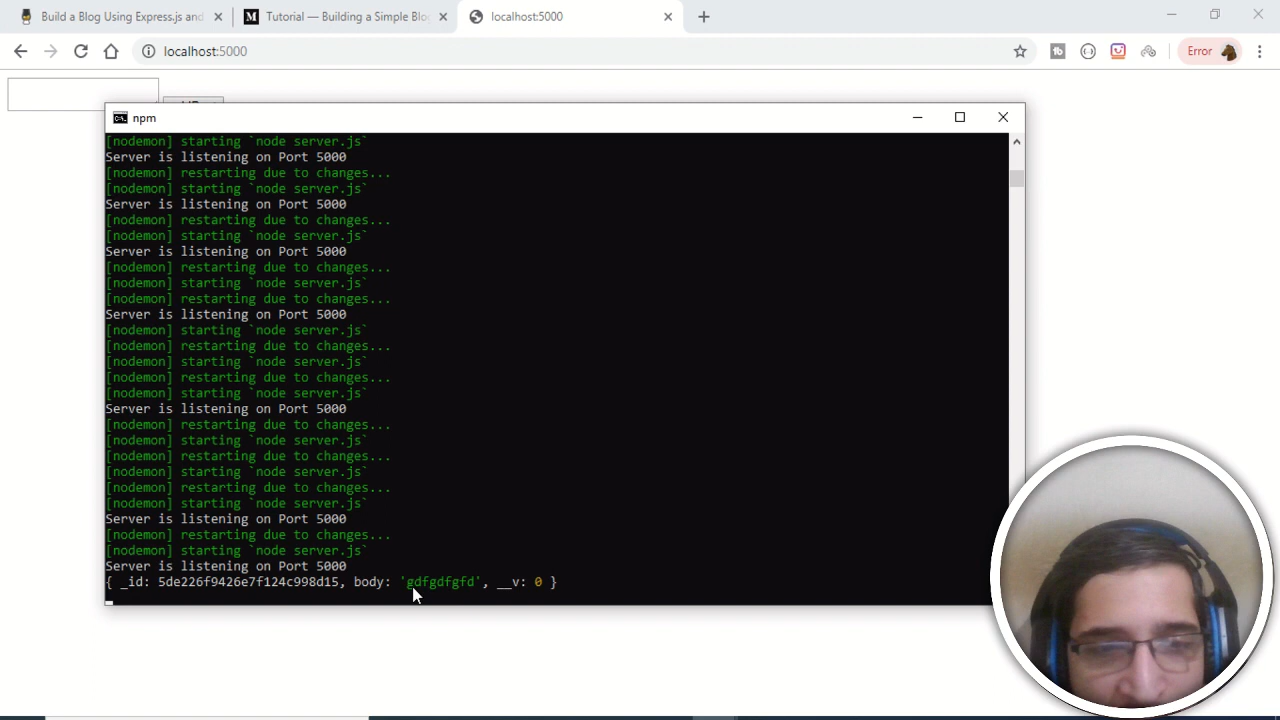 Build a Blog Using Express.js and
Tutorial — Building a Simple Blo
localhost:5000
localhost:5000
Error
npm
[nodemon] starting `node server.js`
Server is listening on Port 5000
[nodemon] restarting due to changes...
[nodemon] starting `node server.js`
Server is listening on Port 5000
[nodemon] restarting due to changes...
[nodemon] starting `node server.js`
Server is listening on Port 5000
[nodemon] restarting due to changes...
[nodemon] starting `node server.js`
[nodemon] restarting due to changes...
Server is listening on Port 5000
[nodemon] starting `node server.js`
[nodemon] restarting due to changes...
[nodemon] starting `node server.js`
[nodemon] restarting due to changes...
[nodemon] starting `node server.js`
Server is listening on Port 5000
[nodemon] restarting due to changes...
[nodemon] starting `node server.js`
[nodemon] restarting due to changes...
[nodemon] starting `node server.js`
[nodemon] restarting due to changes...
[nodemon] starting `node server.js`
Server is listening on Port 5000
[nodemon] restarting due to changes...
[nodemon] starting `node server.js`
Server is listening on Port 5000
{ _id: 5de226f9426e7f124c998d15, body: 'gdfgdfgfd', __v: 0 }